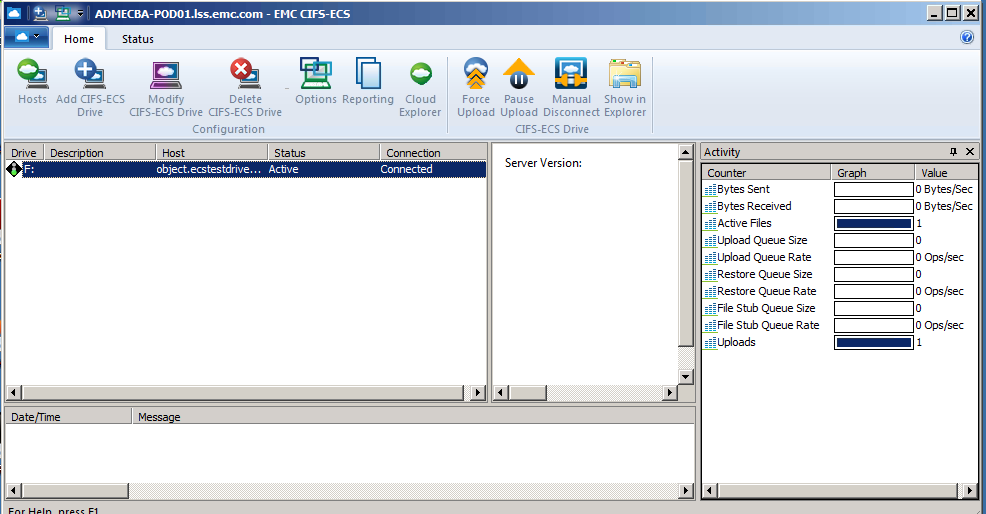 ADMECBA-POD01.lss.emc.com - EMC CIFS-ECS
Home Status
Hosts Add CIFS-ECS Drive Modify CIFS-ECS Drive Delete CIFS-ECS Drive Options Reporting Cloud Explorer Force Upload Pause Upload Manual Disconnect Show in Explorer
Configuration CIFS-ECS Drive
Drive Description Host Status Connection
F: object.ecstestdrive... Active Connected
Server Version:
Activity
Counter Graph Value
Bytes Sent 0 Bytes/Sec
Bytes Received 0 Bytes/Sec
Active Files 1
Upload Queue Size 0
Upload Queue Rate 0 Ops/sec
Restore Queue Size 0
Restore Queue Rate 0 Ops/sec
File Stub Queue Size 0
File Stub Queue Rate 0 Ops/sec
Uploads 1
Date/Time Message
For Help, press F1